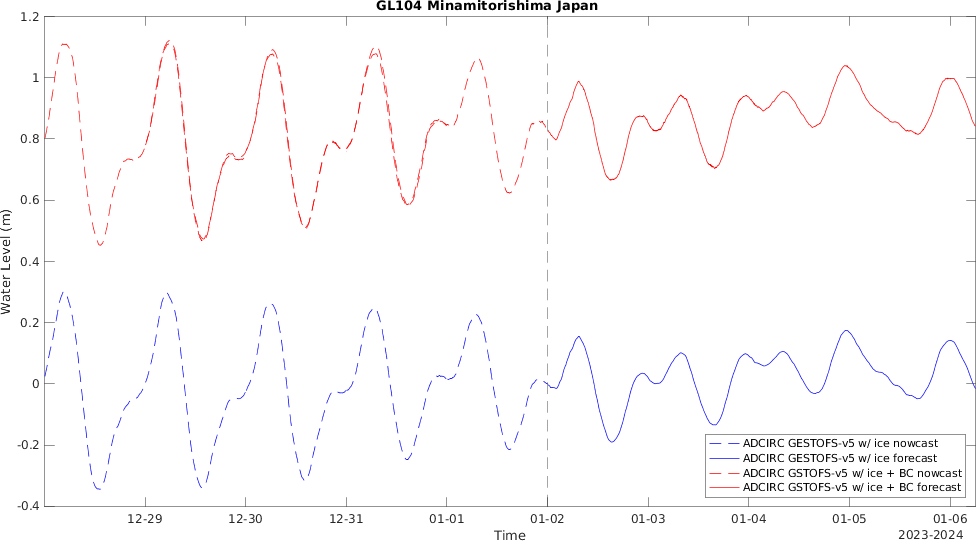 GL104 Minamitorishima Japan
1.2
1
0.8
0.6
0.4
0.2
0
-0.2
-0.4
Water Level (m)
12-29
12-30
12-31
01-01
01-02
01-03
01-04
01-05
01-06
Time
2023-2024
ADCIRC GESTOFS-v5 w/ ice nowcast
ADCIRC GESTOFS-v5 w/ ice forecast
ADCIRC GSTOFS-v5 w/ ice + BC nowcast
ADCIRC GSTOFS-v5 w/ ice + BC forecast